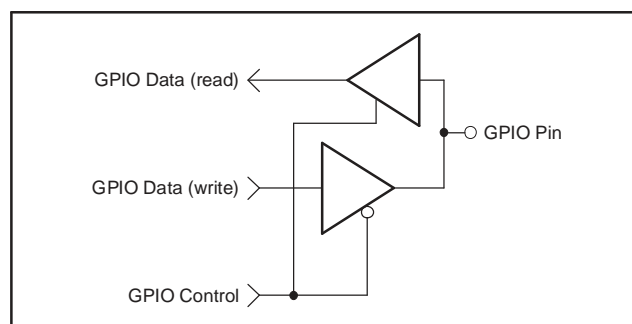 GPIO Data (read)
GPIO Pin
GPIO Data (write)
GPIO Control